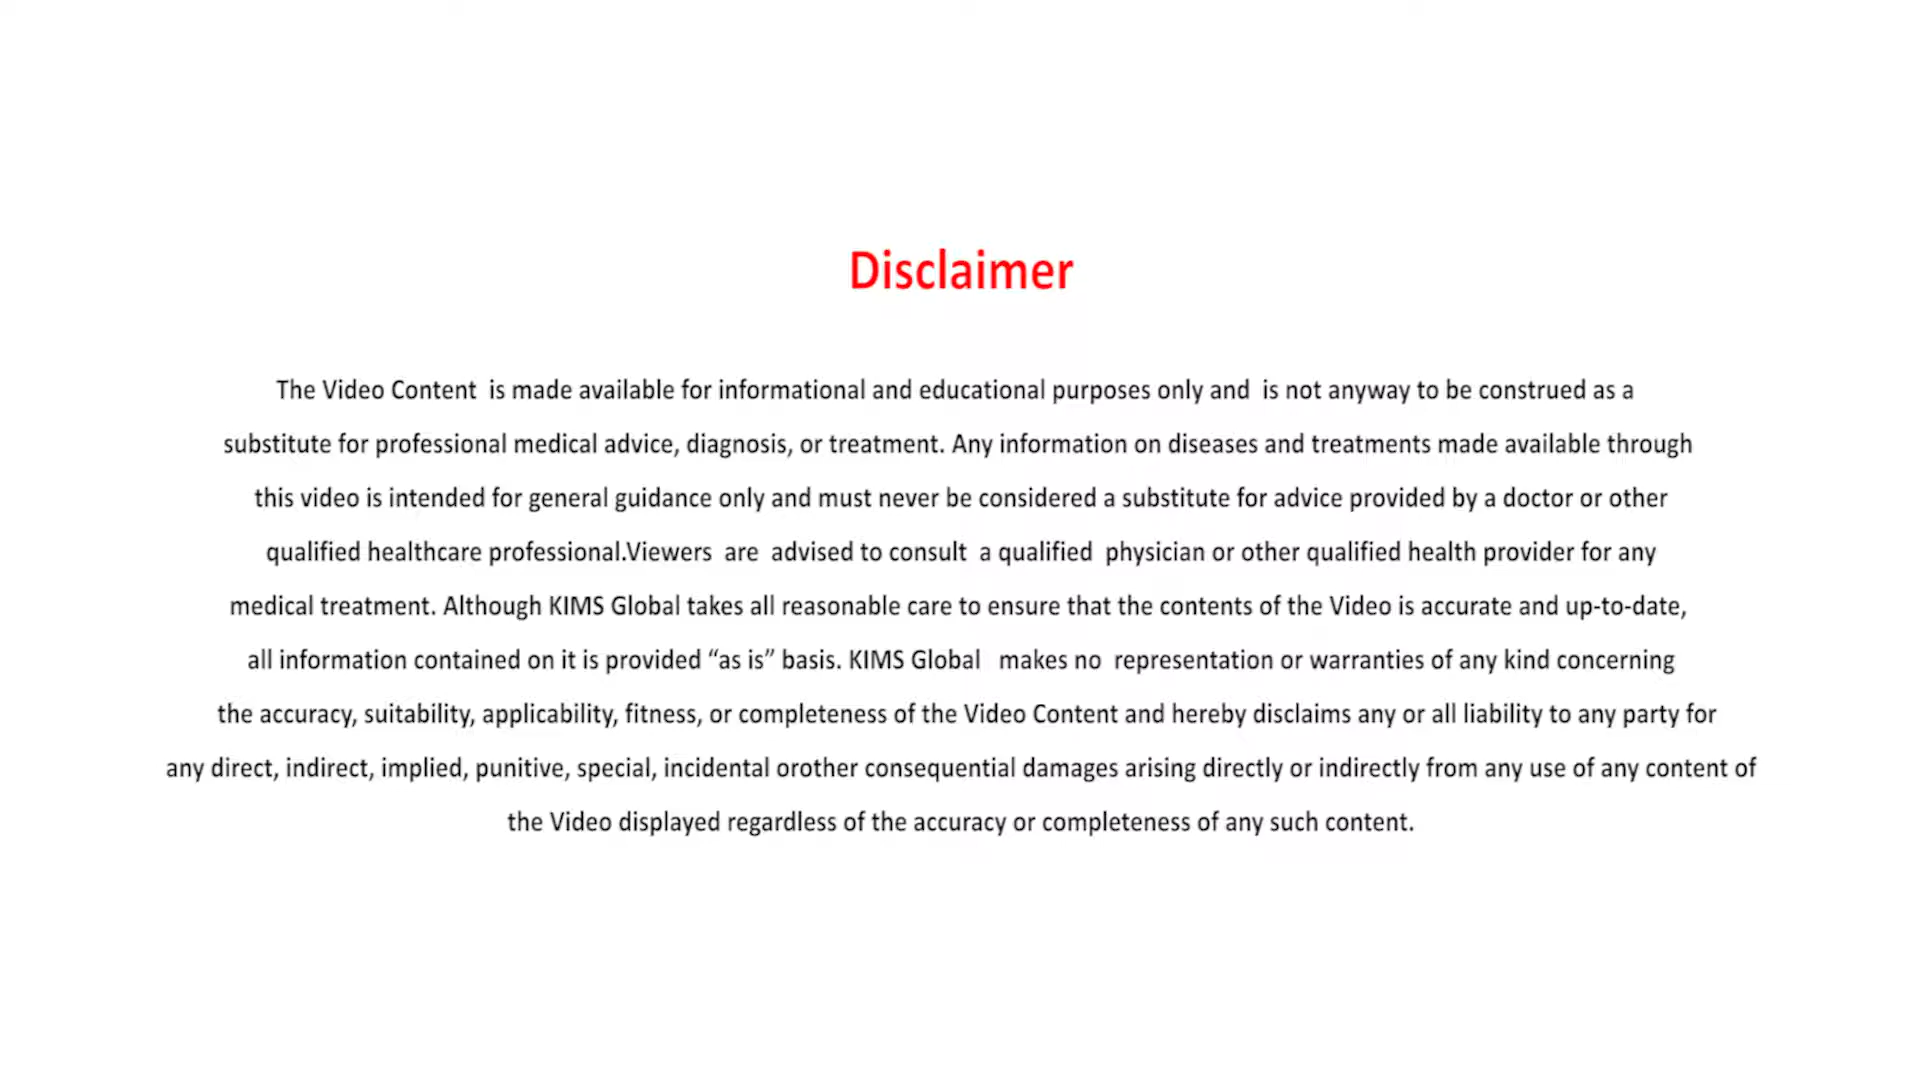 Disclaimer
The Video Content is made available for informational and educational purposes only and is not anyway to be construed as a
substitute for professional medical advice, diagnosis, or treatment. Any information on diseases and treatments made available through
this video is intended for general guidance only and must never be considered a substitute for advice provided by a doctor or other
qualified healthcare professional.Viewers are advised to consult a qualified physician or other qualified health provider for any
medical treatment. Although KIMS Global takes all reasonable care to ensure that the contents of the Video is accurate and up-to-date,
all information contained on it is provided “as is” basis. KIMS Global makes no representation or warranties of any kind concerning
the accuracy, suitability, applicability, fitness, or completeness of the Video Content and hereby disclaims any or all liability to any party for
any direct, indirect, implied, punitive, special, incidental orother consequential damages arising directly or indirectly from any use of any content of
the Video displayed regardless of the accuracy or completeness of any such content.